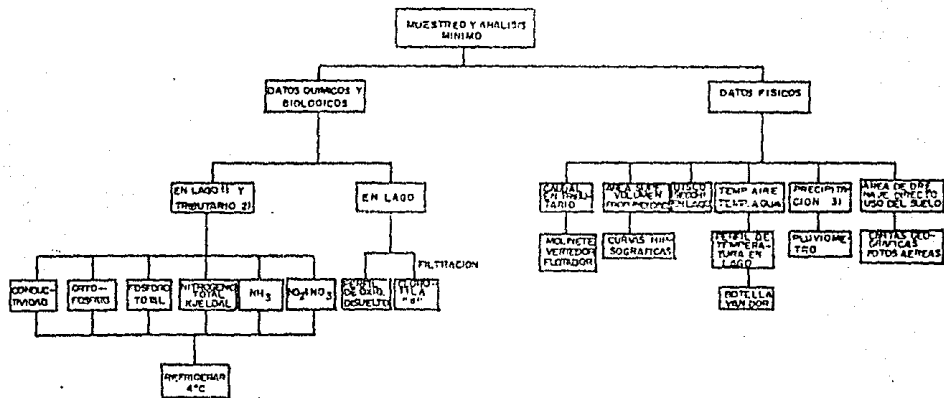 MUESTREO Y ANALISIS
MINIMO
DATOS QUIMICOS Y
BIOLOGICOS
DATOS FISICOS
EN LAGO 1) Y
TRIBUTARIO 2)
EN LAGO
CAUDAL
EN TRIBU-
TARIO
AREA SUPF.
VOLUMEN
DISCO
SECCHI
EN LAGO
TEMP AIRE
TEMP. AGUA
PRECIPITA-
CION 3)
AREA DE DRE
NAJE DIRECTO
USO DEL SUELO
MOLINETE
VERTEDOR
FLOTADOR
CURVAS HIP-
SOGRAFICAS
PERFIL DE
TEMPERA-
TURA EN
LAGO
PLUVIOME-
TRO
CARTAS GEO-
GRAFICAS
FOTOS AEREAS
BOTELLA
VAN DOR
FILTRACION
CONDUC-
TIVIDAD
ORTO-
FOSFATO
FOSFORO
TOTAL
NITROGENO
TOTAL
KJELDAL
NH3
NO2+NO3
PERFIL
DE OXIG.
DISUELTO
CLORO-
FILA
"a"
REFRIGERAR
4°C